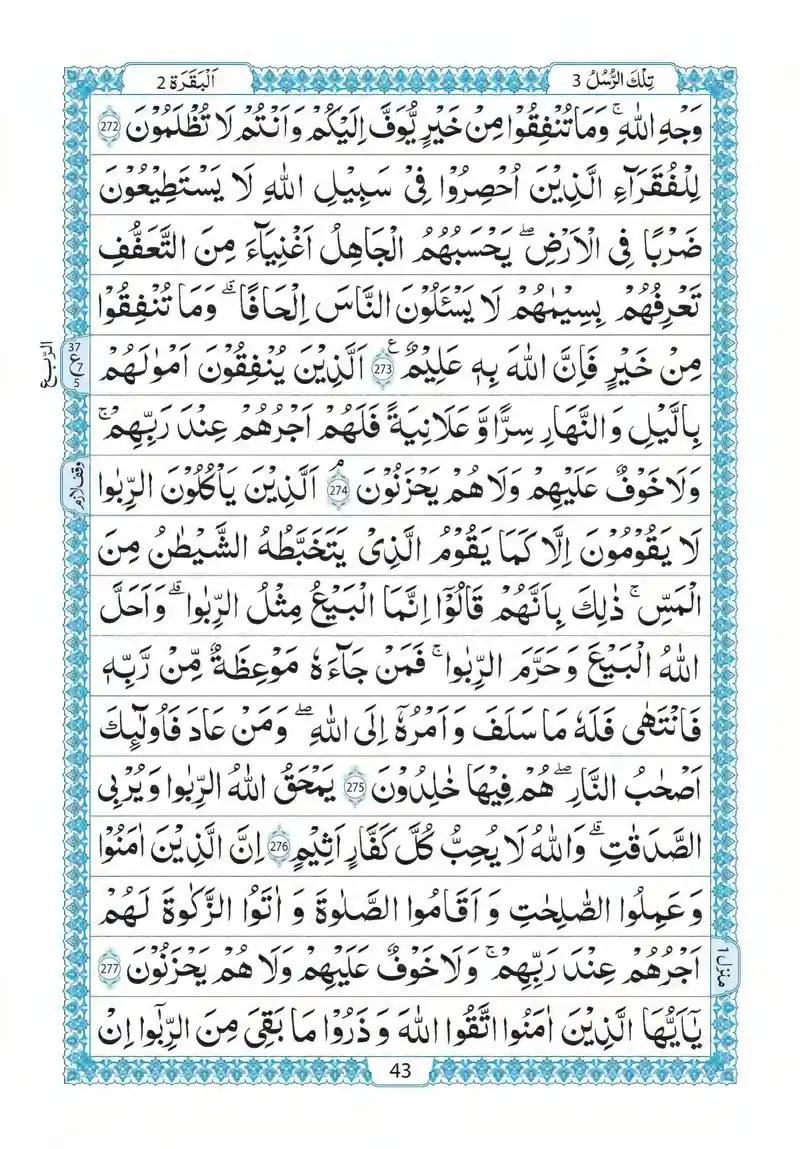 تِلْكَ الرُّسُلُ 3
اَلْبَقَرَة 2
وَجْهِ اللّٰهِ ۚ وَمَا تُنْفِقُوْا مِنْ خَيْرٍ يُّوَفَّ اِلَيْكُمْ وَاَنْتُمْ لَا تُظْلَمُوْنَ 272
لِلْفُقَرَآءِ الَّذِيْنَ اُحْصِرُوْا فِىْ سَبِيْلِ اللّٰهِ لَا يَسْتَطِيْعُوْنَ
ضَرْبًا فِى الْاَرْضِ ۖ يَحْسَبُهُمُ الْجَاهِلُ اَغْنِيَآءَ مِنَ التَّعَفُّفِ
تَعْرِفُهُمْ بِسِيْمٰهُمْ لَا يَسْـَٔلُوْنَ النَّاسَ اِلْحَافًا ؕ وَمَا تُنْفِقُوْا
مِنْ خَيْرٍ فَاِنَّ اللّٰهَ بِهٖ عَلِيْمٌ 273 ع اَلَّذِيْنَ يُنْفِقُوْنَ اَمْوٰلَهُمْ
37
ع 7
5
الربع
بِالَّيْلِ وَالنَّهَارِ سِرًّا وَّعَلَانِيَةً فَلَهُمْ اَجْرُهُمْ عِنْدَ رَبِّهِمْ ۚ
وَلَا خَوْفٌ عَلَيْهِمْ وَلَا هُمْ يَحْزَنُوْنَ 274 ۘ اَلَّذِيْنَ يَاْكُلُوْنَ الرِّبٰوا
وقف لازم
لَا يَقُوْمُوْنَ اِلَّا كَمَا يَقُوْمُ الَّذِىْ يَتَخَبَّطُهُ الشَّيْطٰنُ مِنَ
الْمَسِّ ۚ ذٰلِكَ بِاَنَّهُمْ قَالُوْٓا اِنَّمَا الْبَيْعُ مِثْلُ الرِّبٰوا ۗ وَاَحَلَّ
اللّٰهُ الْبَيْعَ وَحَرَّمَ الرِّبٰوا ۚ فَمَنْ جَآءَهٗ مَوْعِظَةٌ مِّنْ رَّبِّهٖ
فَانْتَهٰى فَلَهٗ مَا سَلَفَ وَاَمْرُهٗٓ اِلَى اللّٰهِ ۖ وَمَنْ عَادَ فَاُولٰٓئِكَ
اَصْحٰبُ النَّارِ ۖ هُمْ فِيْهَا خٰلِدُوْنَ 275 يَمْحَقُ اللّٰهُ الرِّبٰوا وَيُرْبِى
الصَّدَقٰتِ ۗ وَاللّٰهُ لَا يُحِبُّ كُلَّ كَفَّارٍ اَثِيْمٍ 276 اِنَّ الَّذِيْنَ اٰمَنُوْا
وَعَمِلُوا الصّٰلِحٰتِ وَاَقَامُوا الصَّلٰوةَ وَاٰتَوُا الزَّكٰوةَ لَهُمْ
اَجْرُهُمْ عِنْدَ رَبِّهِمْ ۚ وَلَا خَوْفٌ عَلَيْهِمْ وَلَا هُمْ يَحْزَنُوْنَ 277
منزل 1
يٰٓاَيُّهَا الَّذِيْنَ اٰمَنُوا اتَّقُوا اللّٰهَ وَذَرُوْا مَا بَقِىَ مِنَ الرِّبٰٓوا اِنْ
43